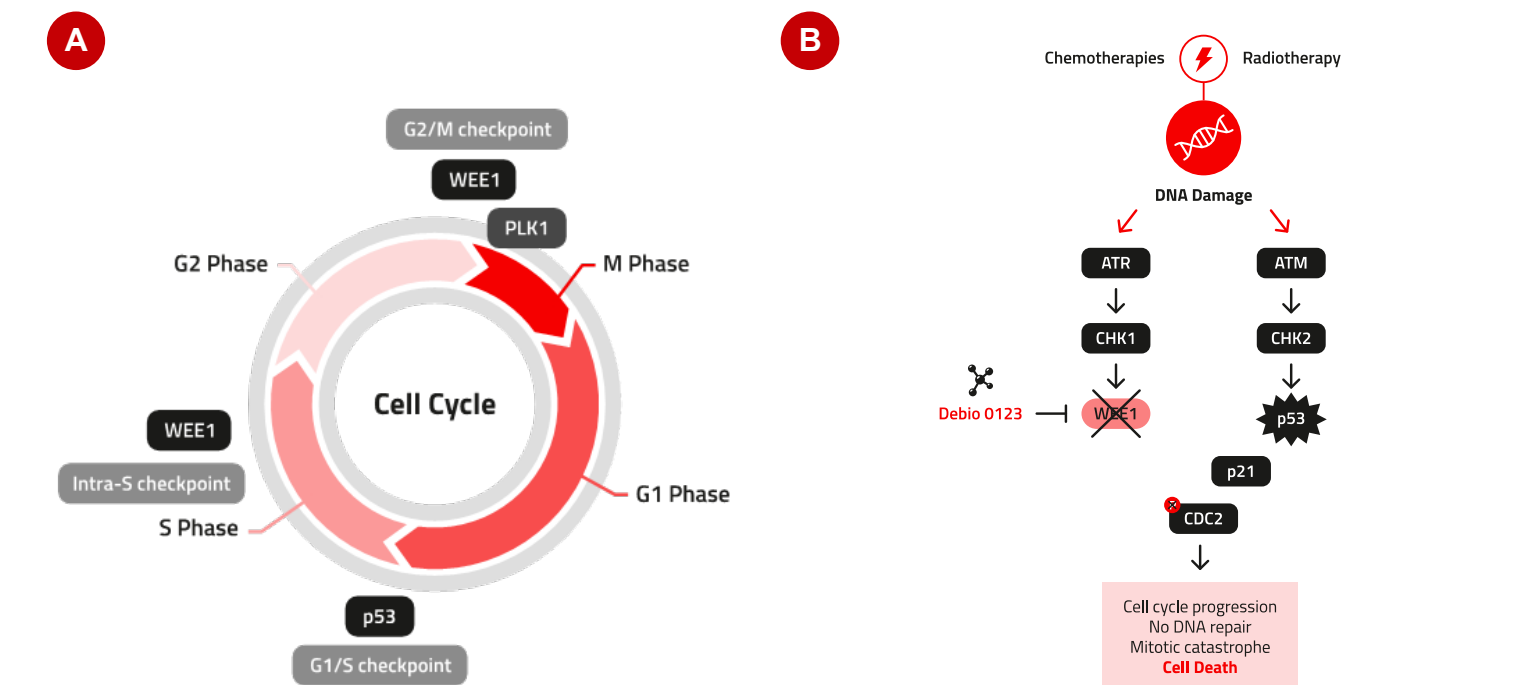 A
G2/M checkpoint
WEE1
PLK1
G2 Phase
M Phase
Cell Cycle
WEE1
Intra-S checkpoint
S Phase
G1 Phase
p53
G1/S checkpoint
B
Chemotherapies
Radiotherapy
DNA Damage
ATR
ATM
CHK1
CHK2
Debio 0123
WEE1
p53
p21
CDC2
Cell cycle progression
No DNA repair
Mitotic catastrophe
Cell Death